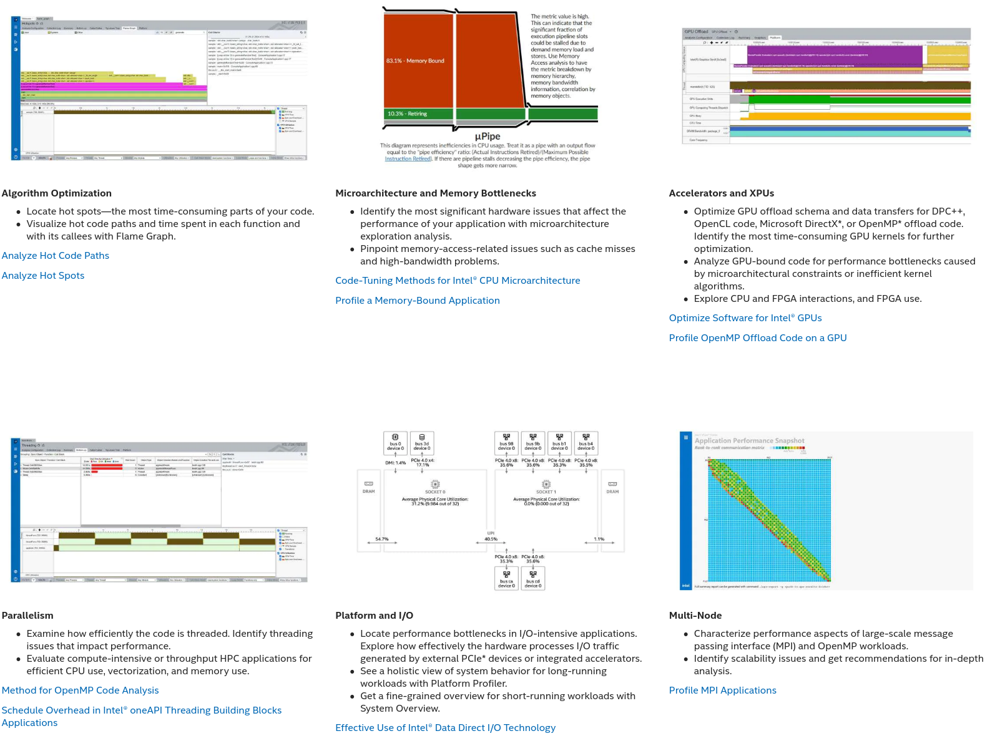 The metric value is high.
This can indicate that the
significant fraction of
execution pipeline slots
could be stalled due to
demand memory load and
stores. Use Memory
Access analysis to have
the metric breakdown by
memory hierarchy,
memory bandwidth
information, correlation by
memory objects.
83.1% - Memory Bound
10.3% - Retiring
µPipe
This diagram represents inefficiencies in CPU usage. Treat it as a pipe with an output flow
equal to the "pipe efficiency" ratio: (Actual Instructions Retired)/(Maximum Possible
Instruction Retired). If there are pipeline stalls decreasing the pipe efficiency, the pipe
shape gets more narrow.
GPU Offload
Algorithm Optimization
• Locate hot spots—the most time-consuming parts of your code.
• Visualize hot code paths and time spent in each function and
with its callees with Flame Graph.
Analyze Hot Code Paths
Analyze Hot Spots
Microarchitecture and Memory Bottlenecks
• Identify the most significant hardware issues that affect the
performance of your application with microarchitecture
exploration analysis.
• Pinpoint memory-access-related issues such as cache misses
and high-bandwidth problems.
Code-Tuning Methods for Intel® CPU Microarchitecture
Profile a Memory-Bound Application
Accelerators and XPUs
• Optimize GPU offload schema and data transfers for DPC++,
OpenCL code, Microsoft DirectX*, or OpenMP* offload code.
Identify the most time-consuming GPU kernels for further
optimization.
• Analyze GPU-bound code for performance bottlenecks caused
by microarchitectural constraints or inefficient kernel
algorithms.
• Explore CPU and FPGA interactions, and FPGA use.
Optimize Software for Intel® GPUs
Profile OpenMP Offload Code on a GPU
Threading
bus 0
device 0
bus 3d
device 0
bus 98
device 0
bus 9b
device 0
bus b1
device 0
bus b4
device 0
DMI: 1.4%
PCIe 4.0 x4:
17.1%
PCIe 4.0 x8:
35.6%
PCIe 4.0 x8:
35.6%
PCIe 4.0 x8:
35.3%
PCIe 4.0 x8:
35.5%
DRAM
SOCKET 0
Average Physical Core Utilization:
31.2% (9.984 out of 32)
SOCKET 1
Average Physical Core Utilization:
0.0% (0.000 out of 32)
DRAM
54.7%
UPI
40.5%
1.1%
PCIe 4.0 x8:
35.3%
PCIe 4.0 x8:
35.6%
bus ca
device 0
bus cd
device 0
Application Performance Snapshot
Rank-to-rank communication matrix
intel
Parallelism
• Examine how efficiently the code is threaded. Identify threading
issues that impact performance.
• Evaluate compute-intensive or throughput HPC applications for
efficient CPU use, vectorization, and memory use.
Method for OpenMP Code Analysis
Schedule Overhead in Intel® oneAPI Threading Building Blocks
Applications
Platform and I/O
• Locate performance bottlenecks in I/O-intensive applications.
Explore how effectively the hardware processes I/O traffic
generated by external PCIe* devices or integrated accelerators.
• See a holistic view of system behavior for long-running
workloads with Platform Profiler.
• Get a fine-grained overview for short-running workloads with
System Overview.
Effective Use of Intel® Data Direct I/O Technology
Multi-Node
• Characterize performance aspects of large-scale message
passing interface (MPI) and OpenMP workloads.
• Identify scalability issues and get recommendations for in-depth
analysis.
Profile MPI Applications